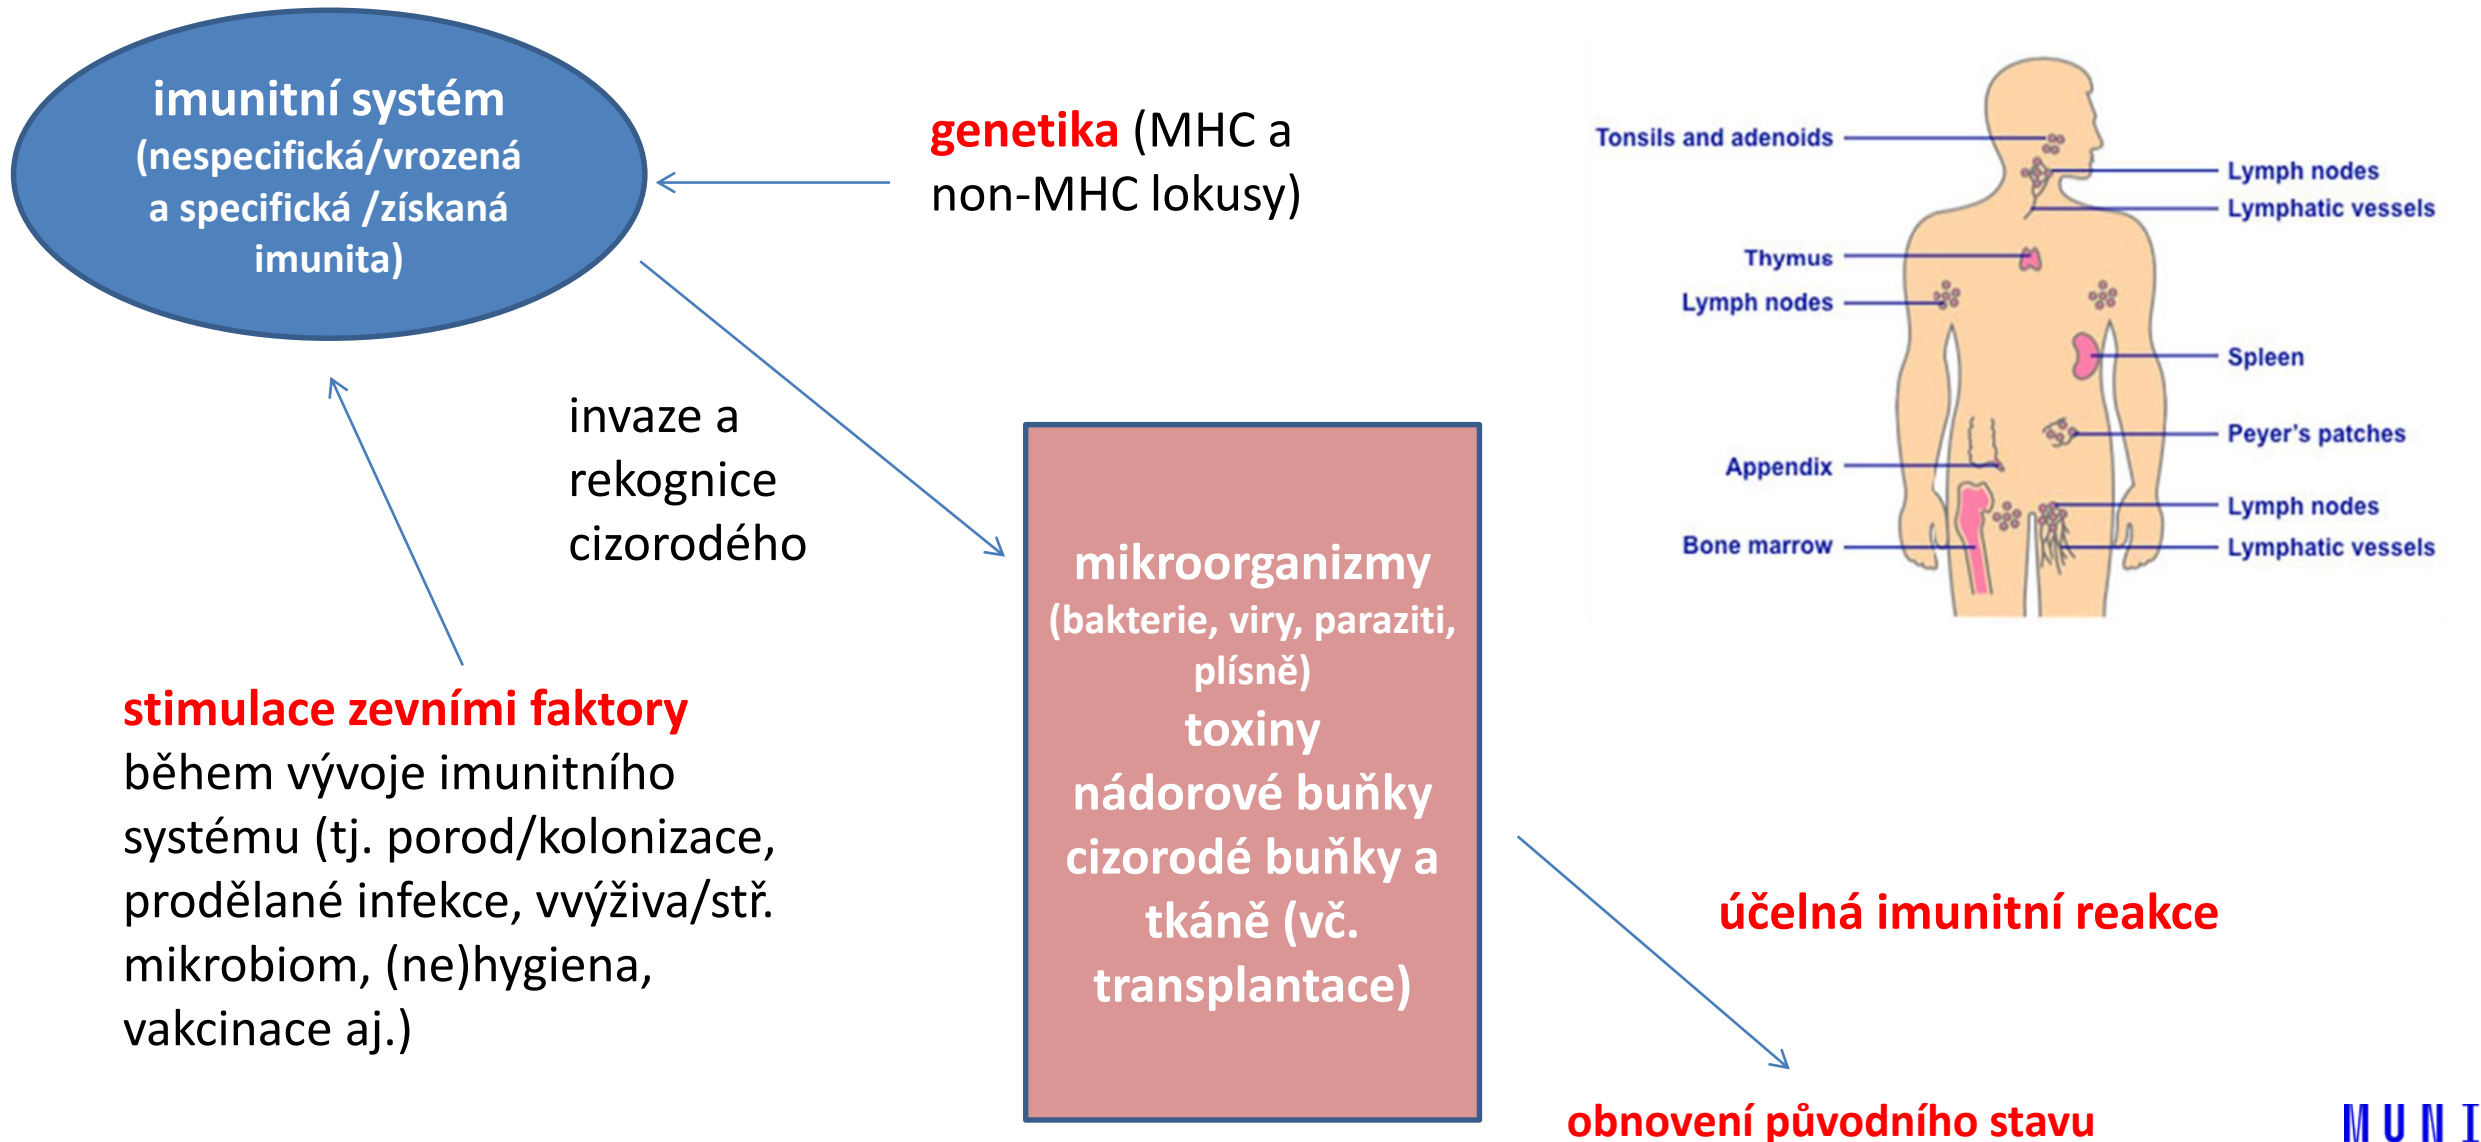 imunitní systém
(nespecifická/vrozená
a specifická /získaná
imunita)
genetika (MHC a
non-MHC lokusy)
invaze a
rekognice
cizorodého
stimulace zevními faktory
během vývoje imunitního
systému (tj. porod/kolonizace,
prodělané infekce, vvýživa/stř.
mikrobiom, (ne)hygiena,
vakcinace aj.)
mikroorganizmy
(bakterie, viry, paraziti,
plísně)
toxiny
nádorové buňky
cizorodé buňky a
tkáně (vč.
transplantace)
Tonsils and adenoids
Thymus
Lymph nodes
Appendix
Bone marrow
Lymph nodes
Lymphatic vessels
Spleen
Peyer's patches
Lymph nodes
Lymphatic vessels
účelná imunitní reakce
obnovení původního stavu
MUNI